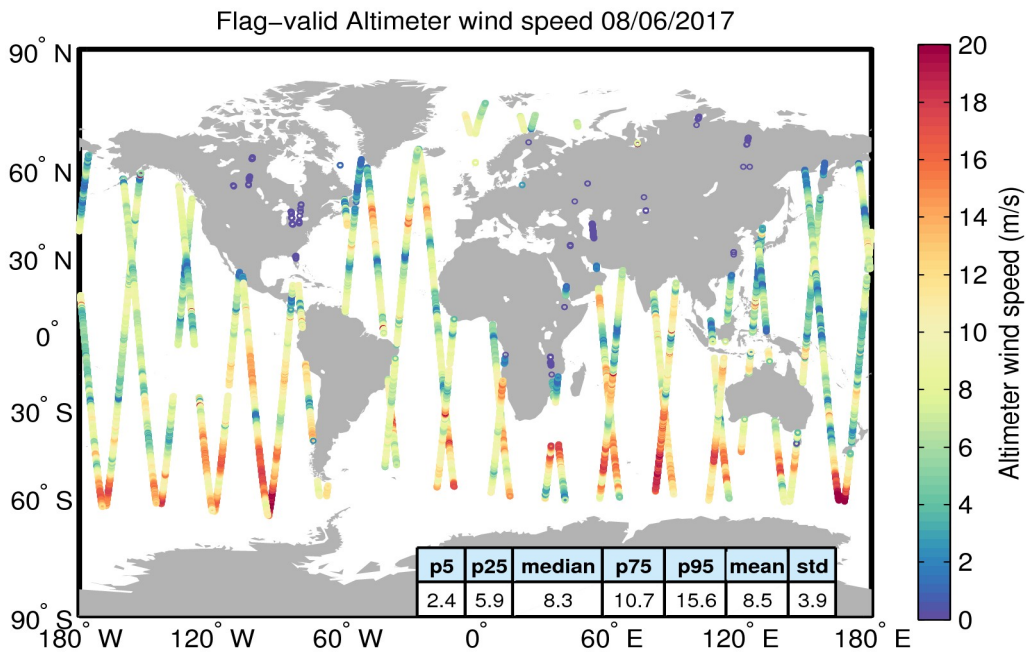 Flag−valid Altimeter wind speed 08/06/2017
90° N
60° N
30° N
0°
30° S
60° S
90° S
180° W
120° W
60° W
0°
60° E
120° E
180° E
p5 p25 median p75 p95 mean std
2.4 5.9 8.3 10.7 15.6 8.5 3.9
20
18
16
14
12
10
8
6
4
2
0
Altimeter wind speed (m/s)